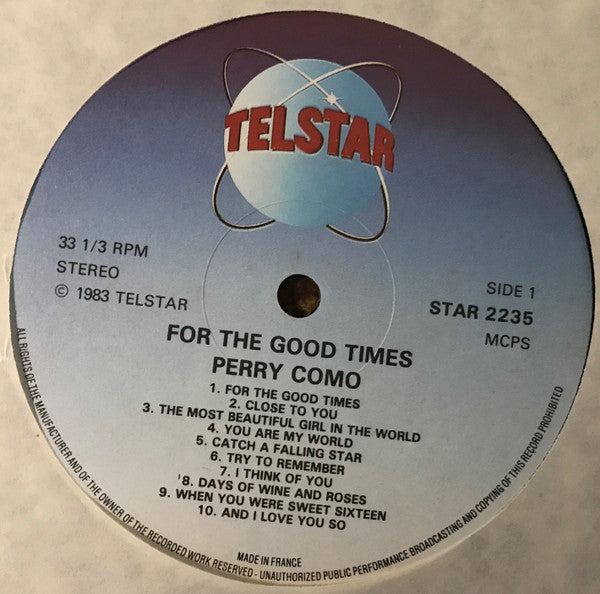 TELSTAR
33 1/3 RPM
STEREO
© 1983 TELSTAR
SIDE 1
STAR 2235
MCPS
FOR THE GOOD TIMES
PERRY COMO
1. FOR THE GOOD TIMES
2. CLOSE TO YOU
3. THE MOST BEAUTIFUL GIRL IN THE WORLD
4. YOU ARE MY WORLD
5. CATCH A FALLING STAR
6. TRY TO REMEMBER
7. I THINK OF YOU
8. DAYS OF WINE AND ROSES
9. WHEN YOU WERE SWEET SIXTEEN
10. AND I LOVE YOU SO
MADE IN FRANCE
ALL RIGHTS OF THE MANUFACTURER AND OF THE OWNER OF THE RECORDED WORK RESERVED - UNAUTHORIZED PUBLIC PERFORMANCE BROADCASTING AND COPYING OF THIS RECORD PROHIBITED